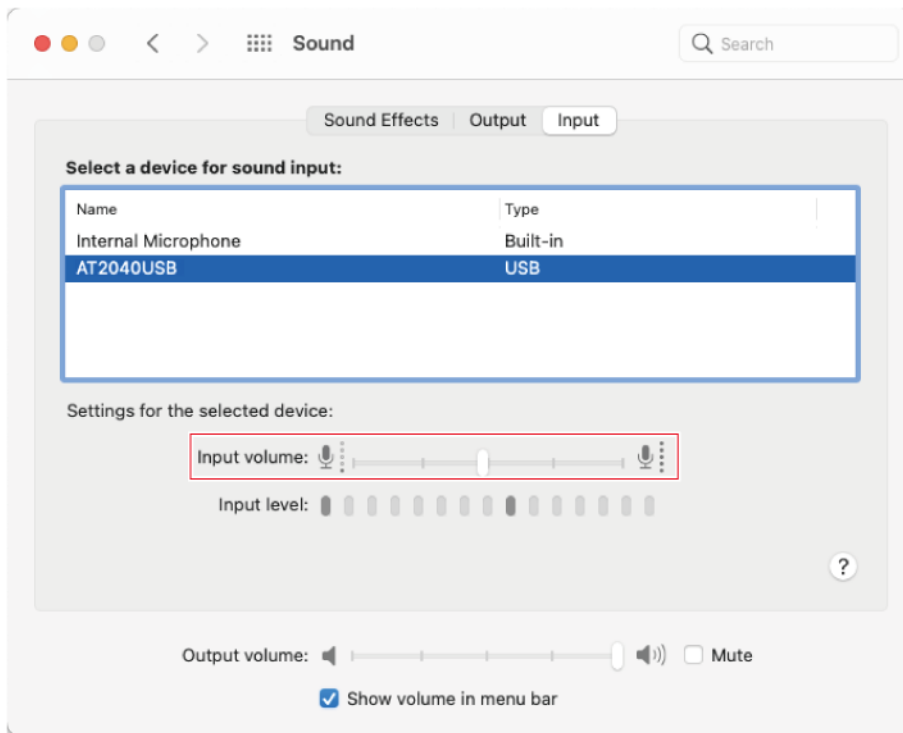 Sound
Search
Sound Effects Output Input
Select a device for sound input:
Name Type
Internal Microphone Built-in
AT2040USB USB
Settings for the selected device:
Input volume:
Input level:
?
Output volume: Mute
Show volume in menu bar